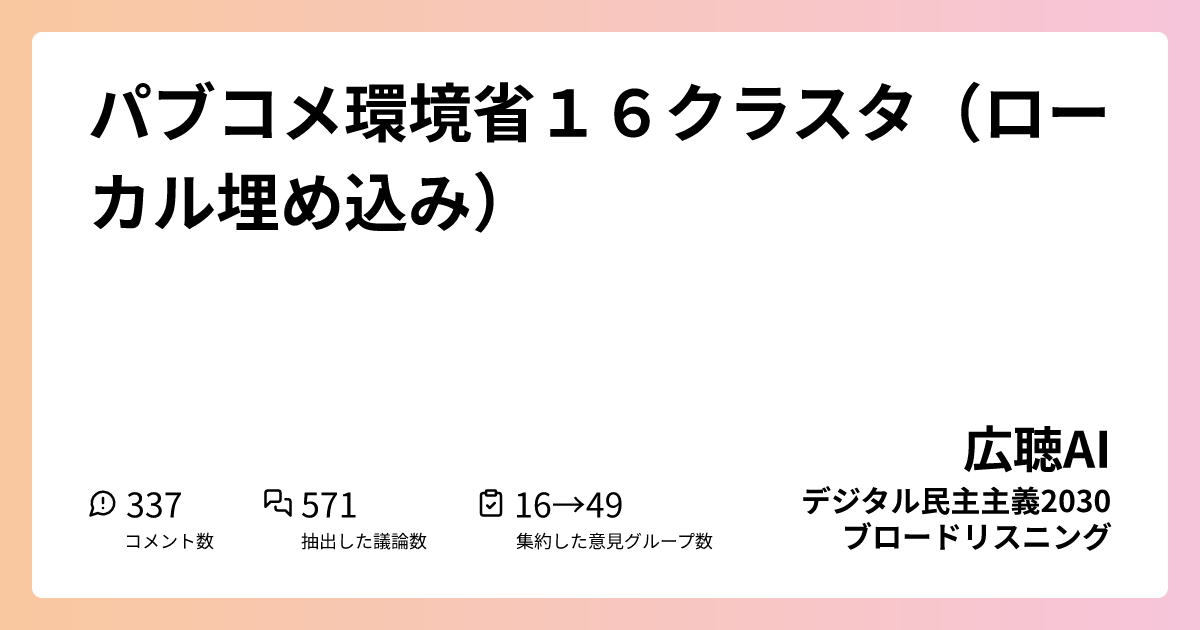 パブコメ環境省１６クラスタ（ロー
カル埋め込み）
337
コメント数
571
抽出した議論数
16→49
集約した意見グループ数
広聴AI
デジタル民主主義2030
ブロードリスニング